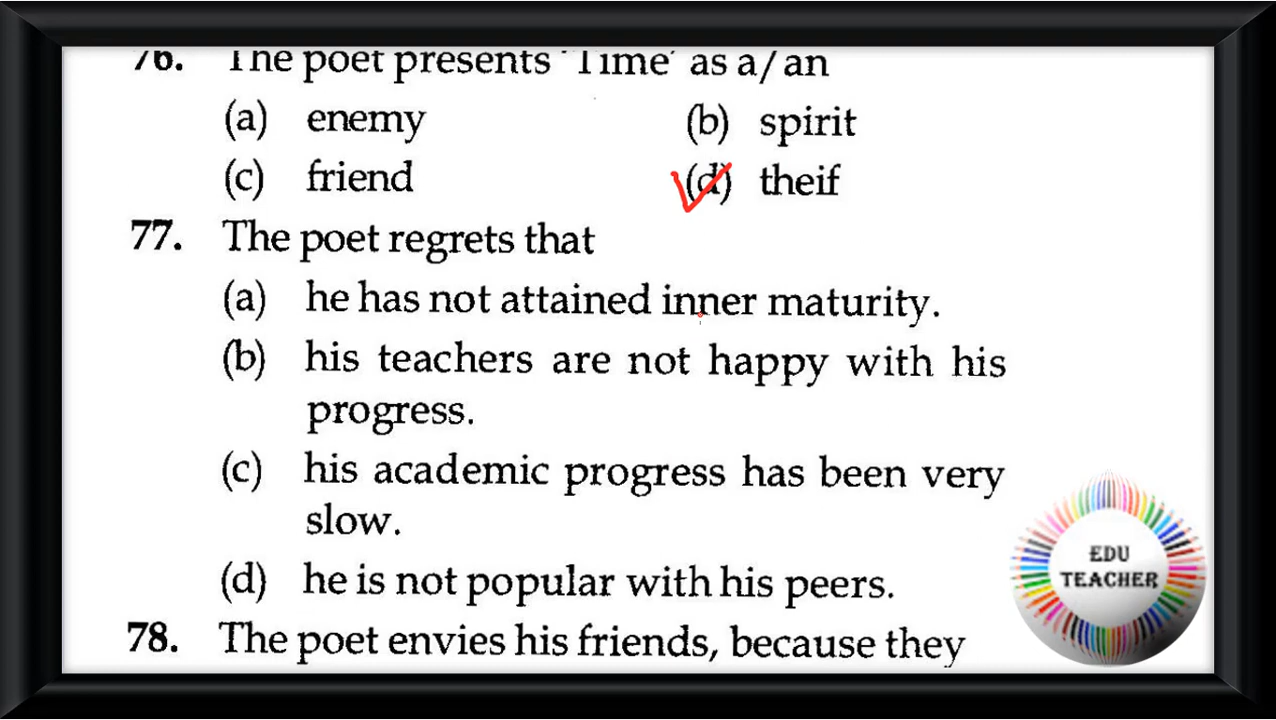 76. The poet presents 'Time' as a/an
(a) enemy (b) spirit
(c) friend (d) theif
77. The poet regrets that
(a) he has not attained inner maturity.
(b) his teachers are not happy with his
progress.
(c) his academic progress has been very
slow.
(d) he is not popular with his peers.
78. The poet envies his friends, because they
EDU
TEACHER